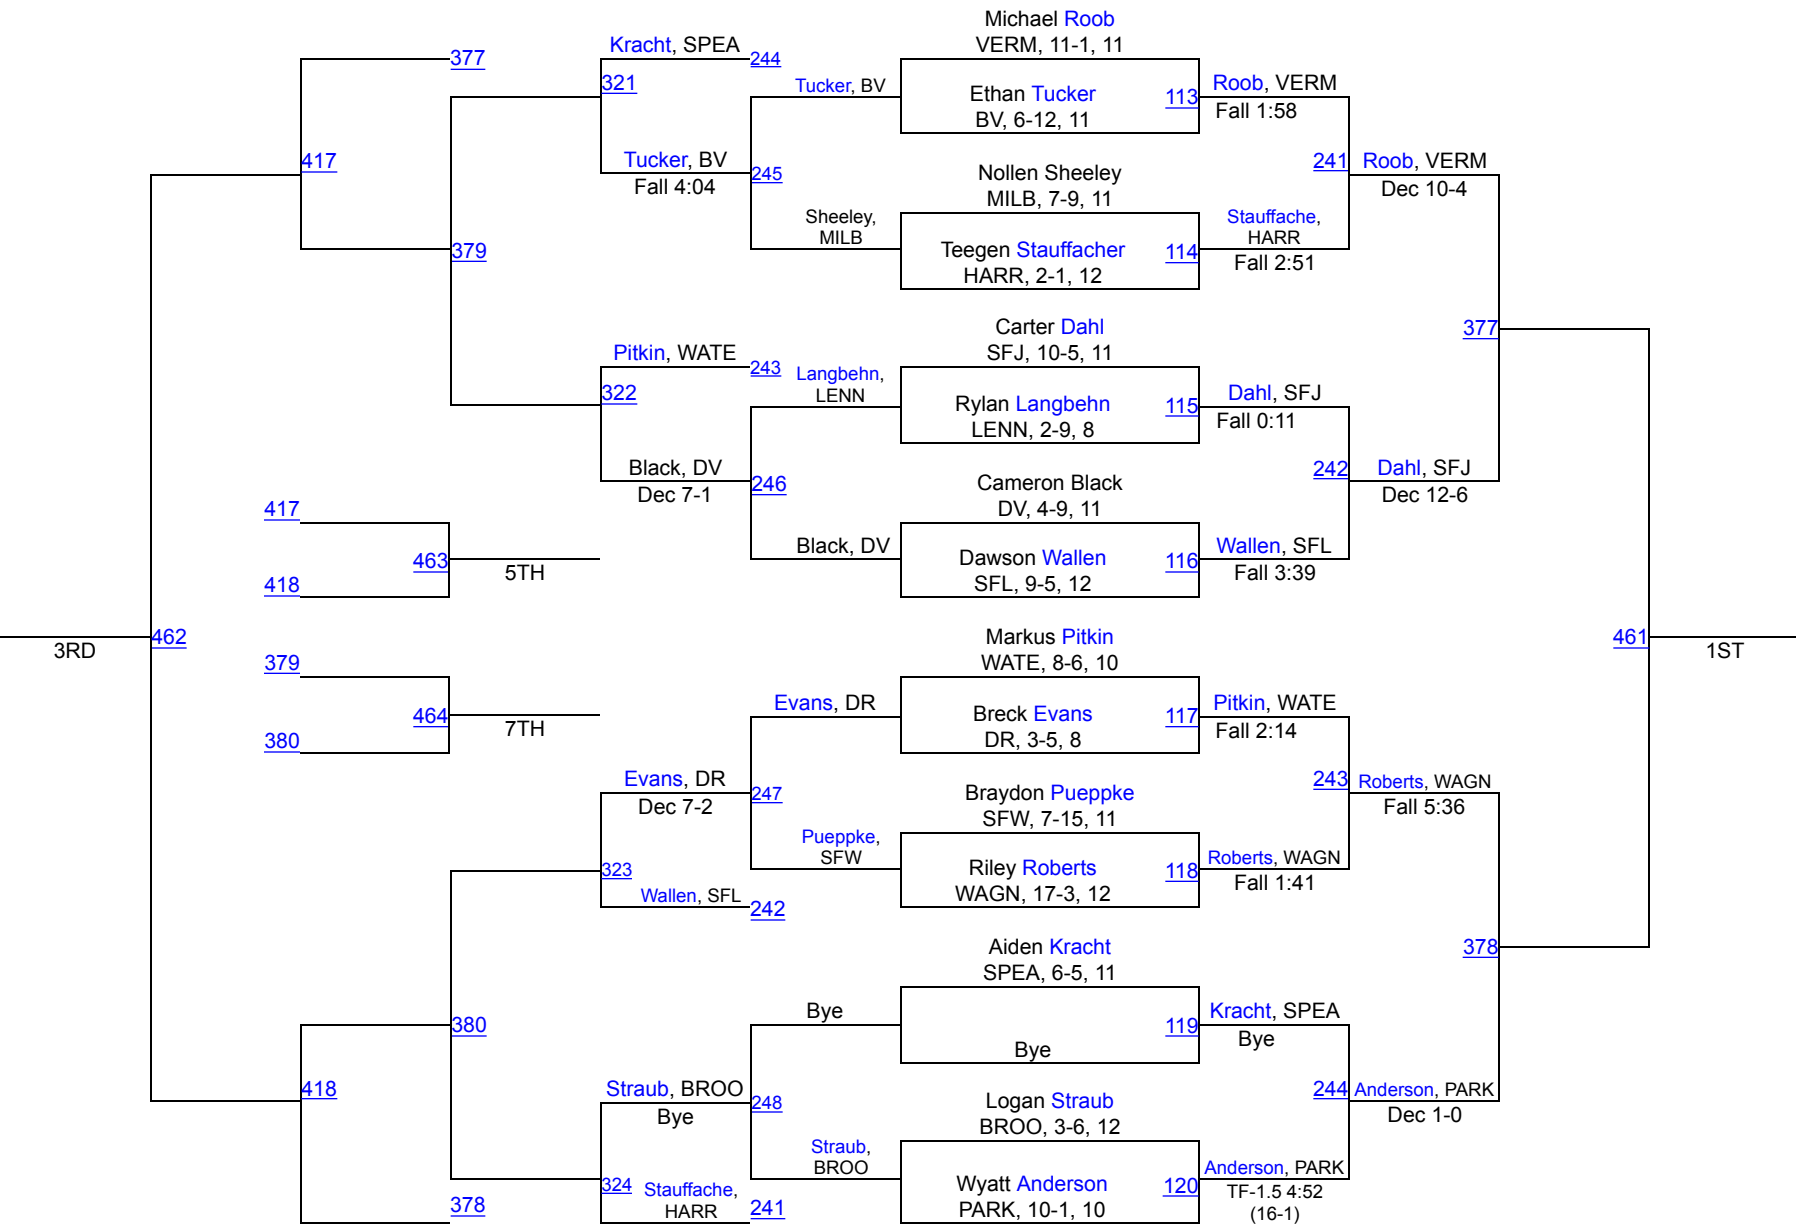 Michael Roob
VERM, 11-1, 11
Ethan Tucker
BV, 6-12, 11
113
Roob, VERM
Fall 1:58
Nollen Sheeley
MILB, 7-9, 11
Teegen Stauffacher
HARR, 2-1, 12
114
Stauffache,
HARR
Fall 2:51
241
Roob, VERM
Dec 10-4
Carter Dahl
SFJ, 10-5, 11
Rylan Langbehn
LENN, 2-9, 8
115
Dahl, SFJ
Fall 0:11
Cameron Black
DV, 4-9, 11
Dawson Wallen
SFL, 9-5, 12
116
Wallen, SFL
Fall 3:39
242
Dahl, SFJ
Dec 12-6
377
Markus Pitkin
WATE, 8-6, 10
Breck Evans
DR, 3-5, 8
117
Pitkin, WATE
Fall 2:14
Braydon Pueppke
SFW, 7-15, 11
Riley Roberts
WAGN, 17-3, 12
118
Roberts, WAGN
Fall 1:41
243
Roberts, WAGN
Fall 5:36
Aiden Kracht
SPEA, 6-5, 11
Bye
119
Kracht, SPEA
Bye
Logan Straub
BROO, 3-6, 12
Wyatt Anderson
PARK, 10-1, 10
120
Anderson, PARK
TF-1.5 4:52
(16-1)
244
Anderson, PARK
Dec 1-0
378
461
1ST
Tucker, BV
Sheeley,
MILB
245
Kracht, SPEA
244
321
Tucker, BV
Fall 4:04
Langbehn,
LENN
Black, DV
246
Pitkin, WATE
243
322
Black, DV
Dec 7-1
377
379
417
417
418
463
5TH
379
380
464
7TH
462
3RD
Evans, DR
Pueppke,
SFW
247
Evans, DR
Dec 7-2
323
Wallen, SFL
242
Bye
Straub,
BROO
248
Straub, BROO
Bye
324
Stauffache,
HARR
241
380
418
378